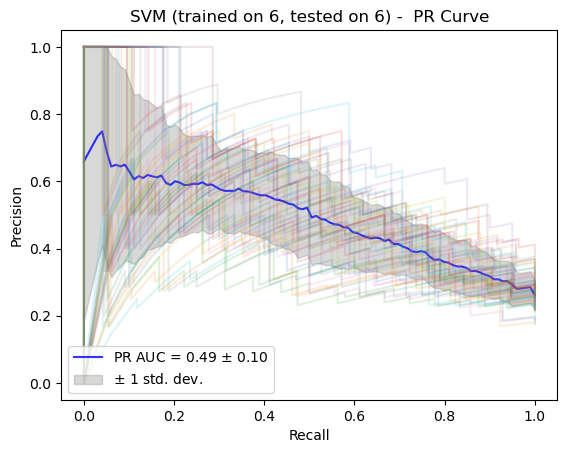 SVM (trained on 6, tested on 6) -  PR Curve
1.0
0.8
0.6
0.4
0.2
0.0
Precision
PR AUC = 0.49 ± 0.10
± 1 std. dev.
0.0 0.2 0.4 0.6 0.8 1.0
Recall